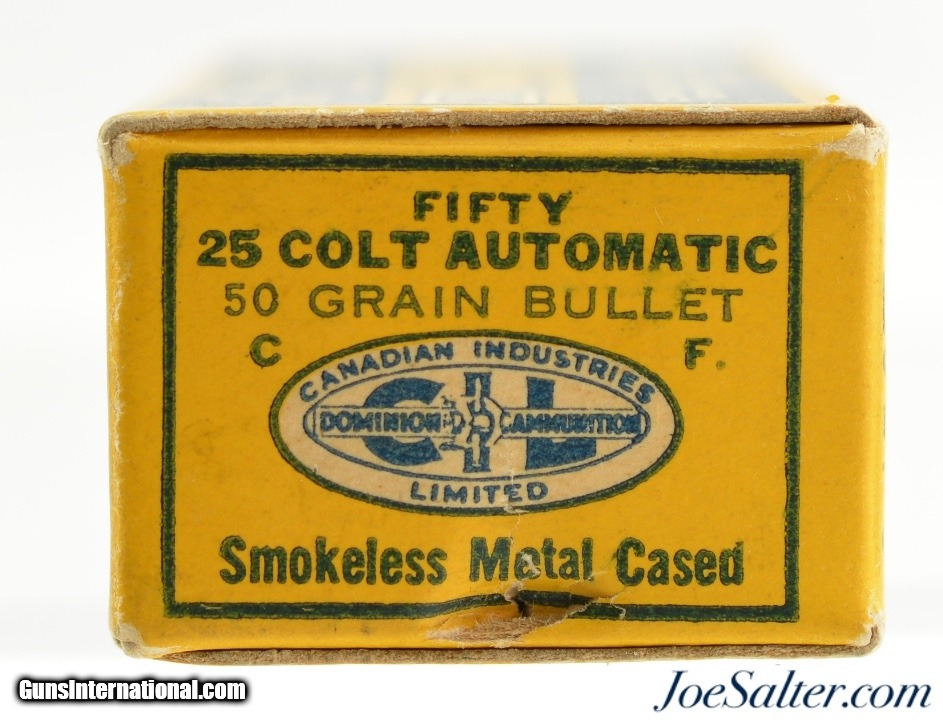 FIFTY
25 COLT AUTOMATIC
50 GRAIN BULLET
C F.
CANADIAN INDUSTRIES
CIL
DOMINION AMMUNITION
LIMITED
Smokeless Metal Cased
GunsInternational.com
JoeSalter.com